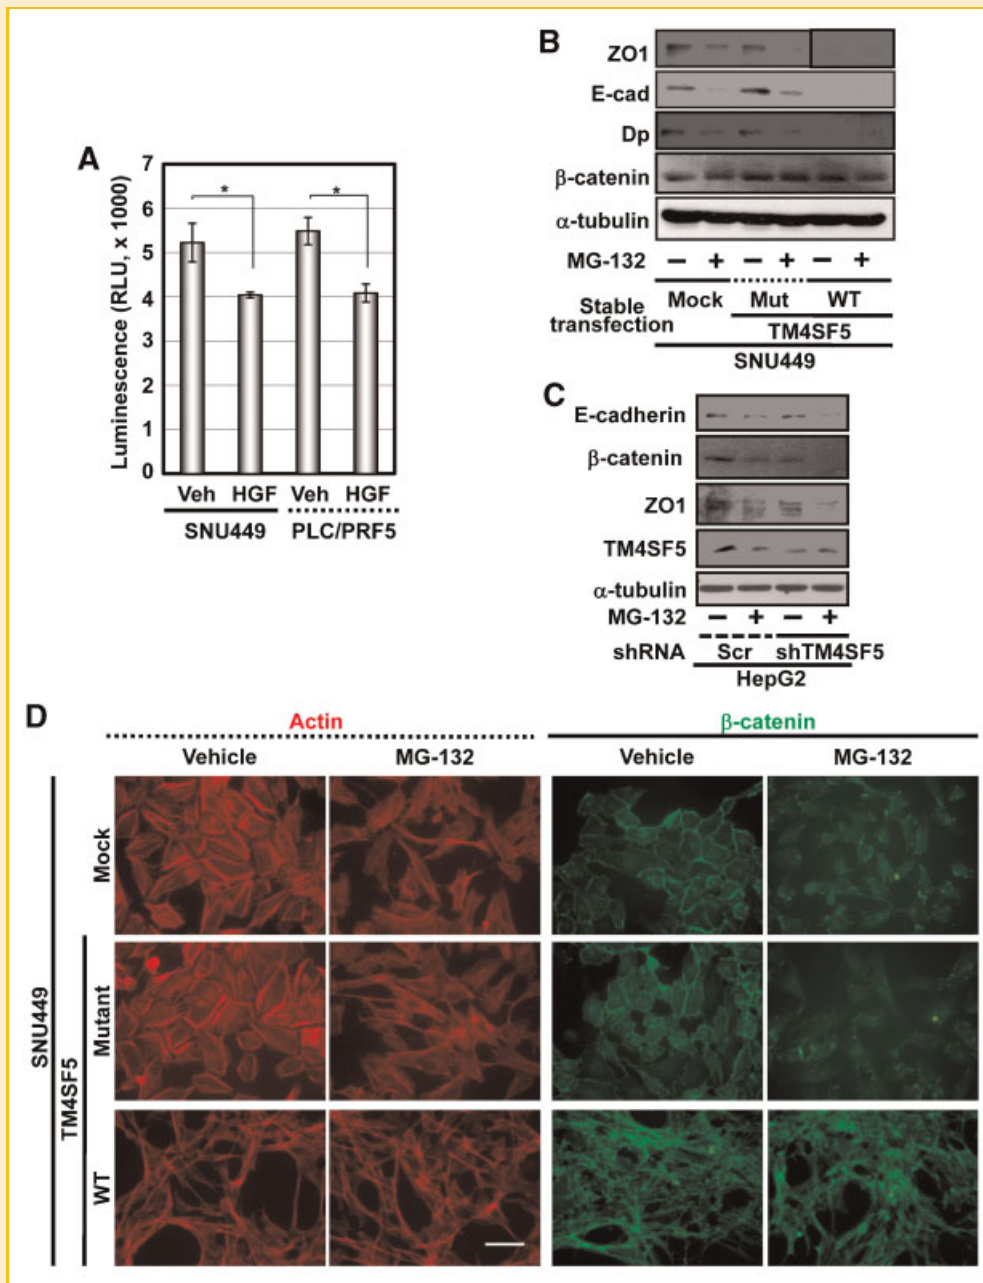 A
7
6
5
4
3
2
1
0
Luminescence (RLU, x 1000)
* *
Veh HGF Veh HGF
SNU449 PLC/PRF5
B
ZO1
E-cad
Dp
β-catenin
α-tubulin
MG-132 − + − + − +
Stable transfection
Mock Mut WT
TM4SF5
SNU449
C
E-cadherin
β-catenin
ZO1
TM4SF5
α-tubulin
MG-132 − + − +
shRNA Scr shTM4SF5
HepG2
D
Actin β-catenin
Vehicle MG-132 Vehicle MG-132
SNU449
TM4SF5
Mock
Mutant
WT